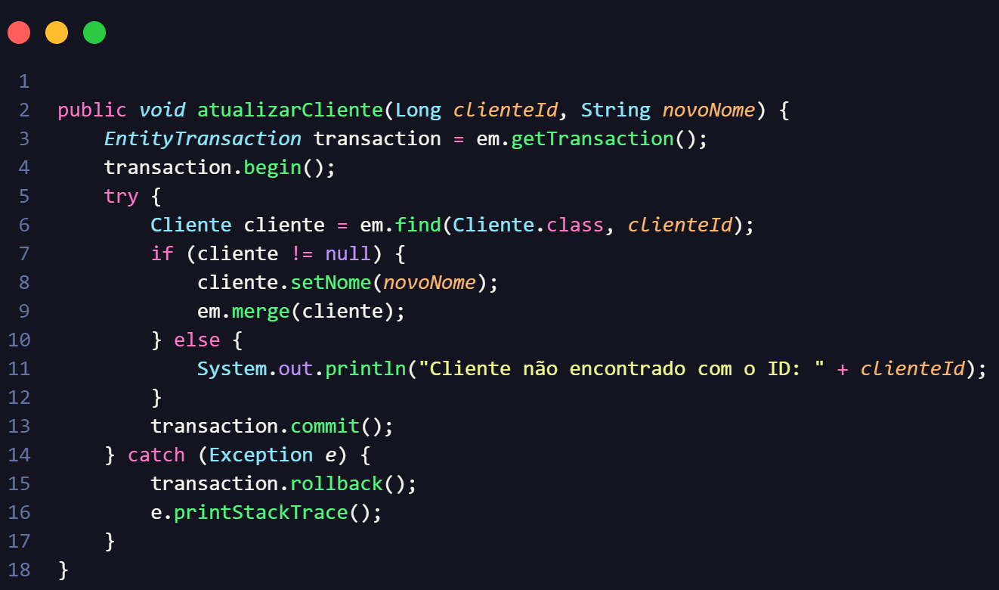 1
2 public void atualizarCliente(Long clienteId, String novoNome) {
3     EntityTransaction transaction = em.getTransaction();
4     transaction.begin();
5     try {
6         Cliente cliente = em.find(Cliente.class, clienteId);
7         if (cliente != null) {
8             cliente.setNome(novoNome);
9             em.merge(cliente);
10         } else {
11             System.out.println("Cliente não encontrado com o ID: " + clienteId);
12         }
13         transaction.commit();
14     } catch (Exception e) {
15         transaction.rollback();
16         e.printStackTrace();
17     }
18 }